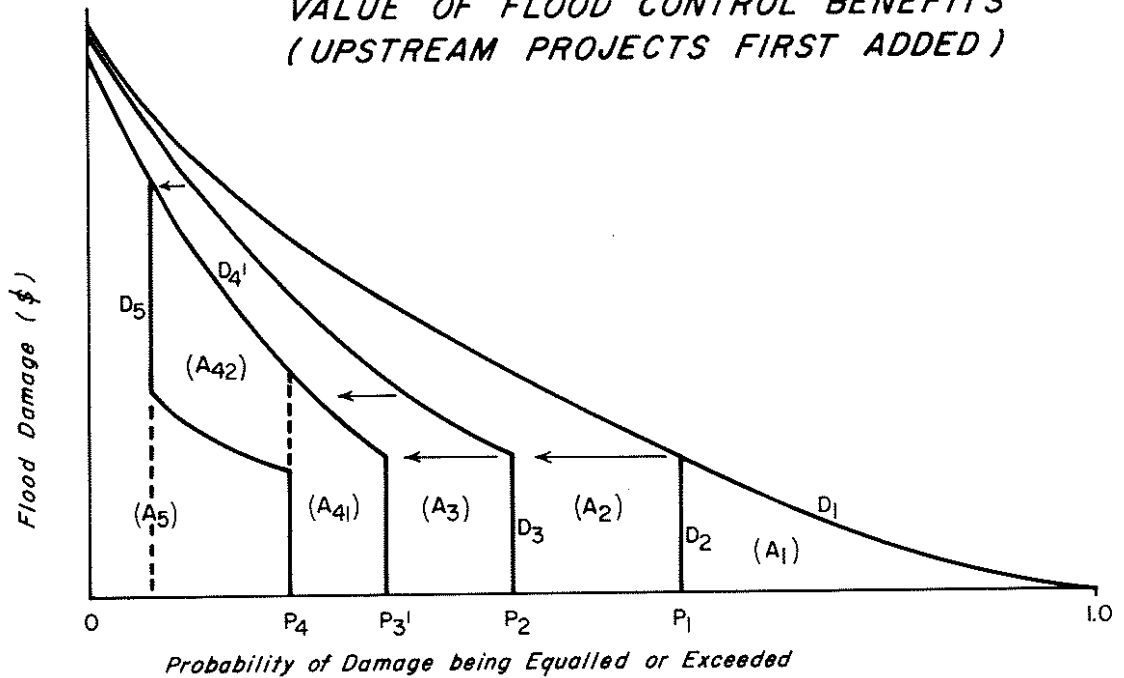 VALUE OF FLOOD CONTROL BENEFITS
(UPSTREAM PROJECTS FIRST ADDED)
Flood Damage ($)
D4'
D5
(A42)
(A5)
(A41)
(A3)
D3
(A2)
D2
D1
(A1)
0
P4
P3'
P2
P1
1.0
Probability of Damage being Equalled or Exceeded